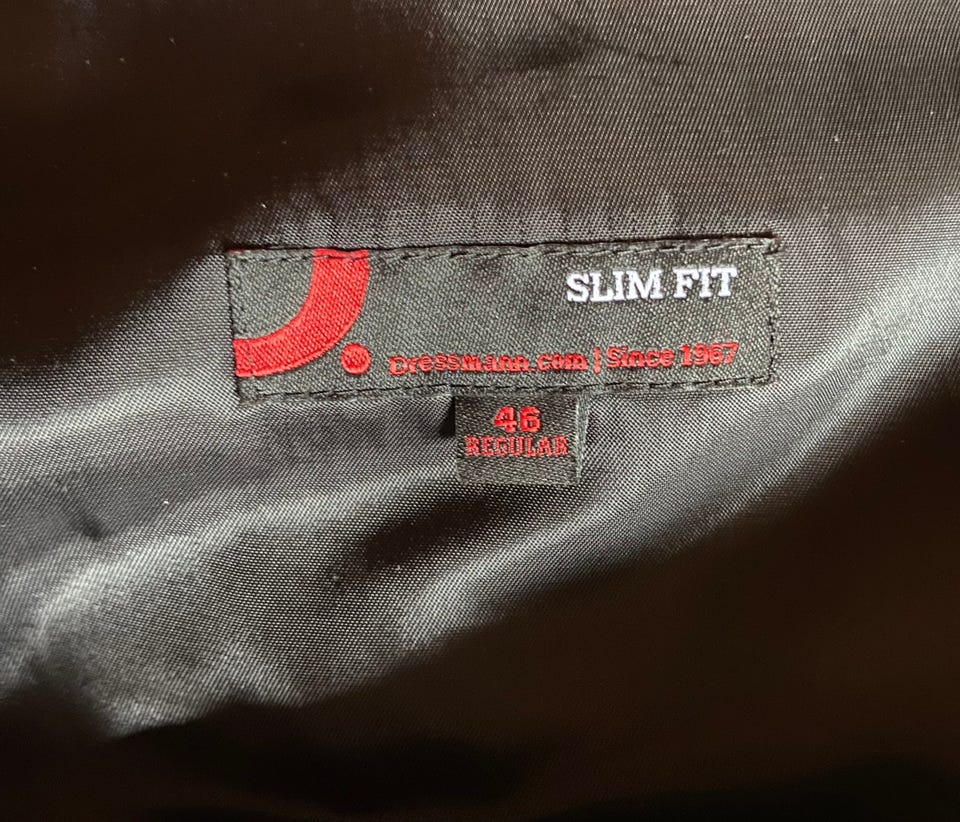 SLIM FIT
Dressmann.com | Since 1967
46
REGULAR